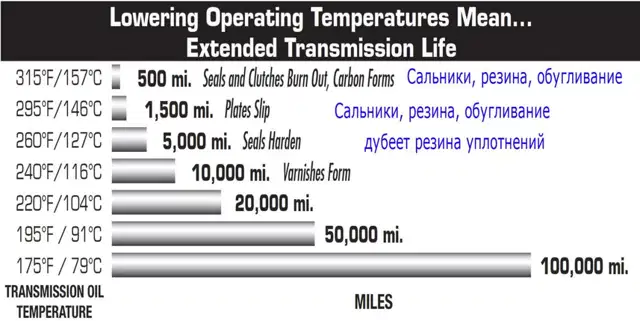 Lowering Operating Temperatures Mean...
Extended Transmission Life
315°F/157°C 500 mi. Seals and Clutches Burn Out, Carbon Forms Сальники, резина, обугливание
295°F/146°C 1,500 mi. Plates Slip Сальники, резина, обугливание
260°F/127°C 5,000 mi. Seals Harden дубеет резина уплотнений
240°F/116°C 10,000 mi. Varnishes Form
220°F/104°C 20,000 mi.
195°F / 91°C 50,000 mi.
175°F / 79°C 100,000 mi.
TRANSMISSION OIL
TEMPERATURE
MILES